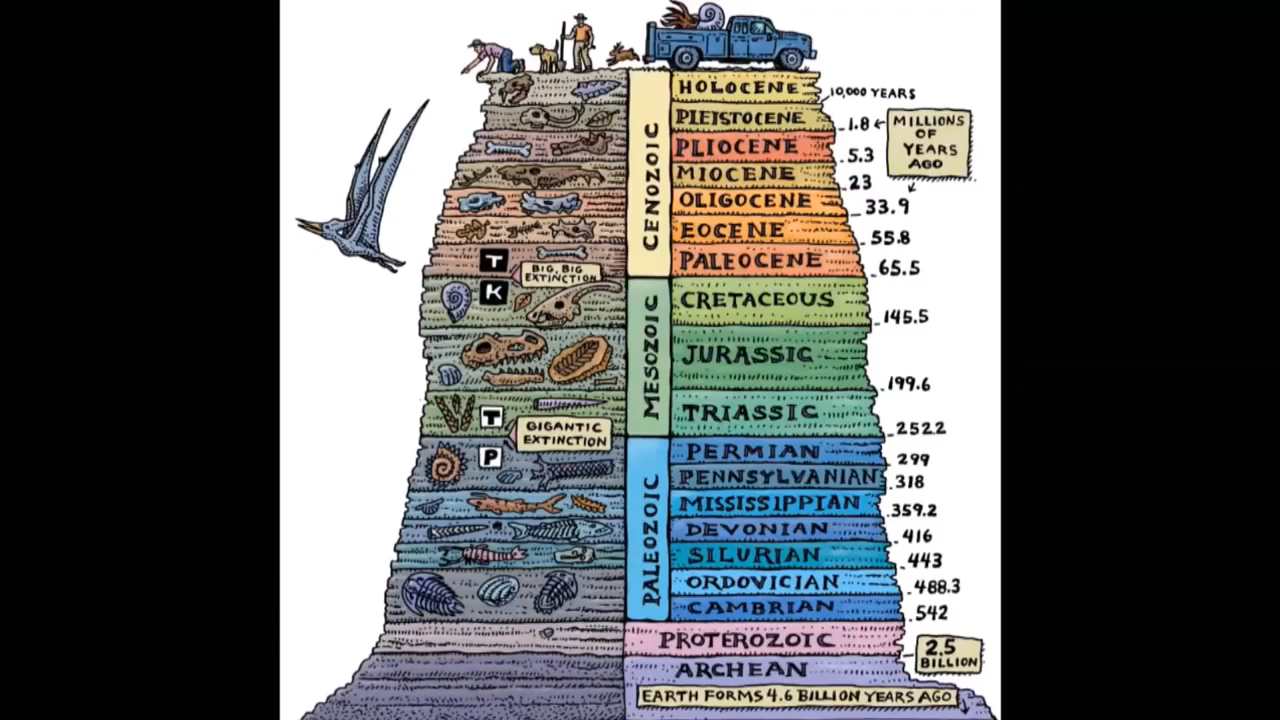 HOLOCENE
10,000 YEARS
PLEISTOCENE
1.8
MILLIONS
OF
YEARS
AGO
PLIOCENE
5.3
MIOCENE
23
OLIGOCENE
33.9
EOCENE
55.8
PALEOCENE
65.5
CENOZOIC
T
BIG, BIG
EXTINCTION
K
CRETACEOUS
145.5
JURASSIC
199.6
TRIASSIC
252.2
MESOZOIC
T
GIGANTIC
EXTINCTION
P
PERMIAN
299
PENNSYLVANIAN
318
MISSISSIPPIAN
359.2
DEVONIAN
416
SILURIAN
443
ORDOVICIAN
488.3
CAMBRIAN
542
PALEOZOIC
PROTEROZOIC
2.5
BILLION
ARCHEAN
EARTH FORMS 4.6 BILLION YEARS AGO